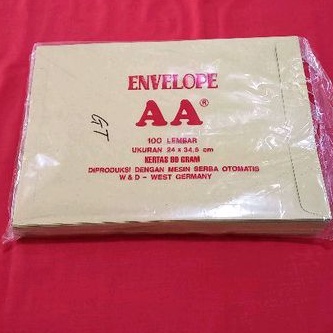 ENVELOPE
AA®
GT
100 LEMBAR
UKURAN 24 x 34,5 cm
KERTAS 80 GRAM
DIPRODUKSI DENGAN MESIN SERBA OTOMATIS
W & D - WEST GERMANY